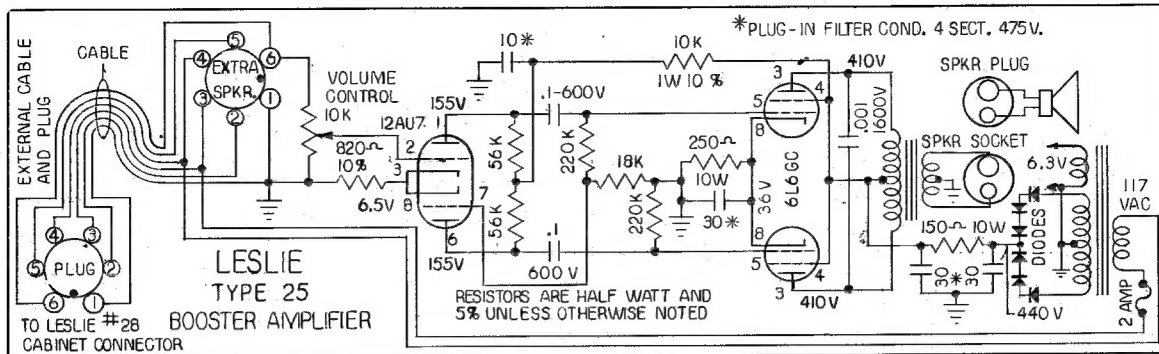 *PLUG-IN FILTER COND. 4 SECT. 475V.
EXTERNAL CABLE
AND PLUG
CABLE
5
4
6
EXTRA
SPKR.
3
1
2
VOLUME
CONTROL
10K
820Ω
10%
6.5V
12AU7
155V
1
2
3
8
7
6
155V
56K
56K
10*
.1-600V
.1
600V
220K
18K
220K
10K
1W 10%
250Ω
10W
30*
36V
6L6GC
3
4
5
8
8
5
4
3
410V
410V
.001
1600V
SPKR PLUG
SPKR SOCKET
6.3V
117
VAC
DIODES
150Ω 10W
30*
30
440V
2 AMP
4
3
5
PLUG
2
6
1
TO LESLIE #28
CABINET CONNECTOR
LESLIE
TYPE 25
BOOSTER AMPLIFIER
RESISTORS ARE HALF WATT AND
5% UNLESS OTHERWISE NOTED